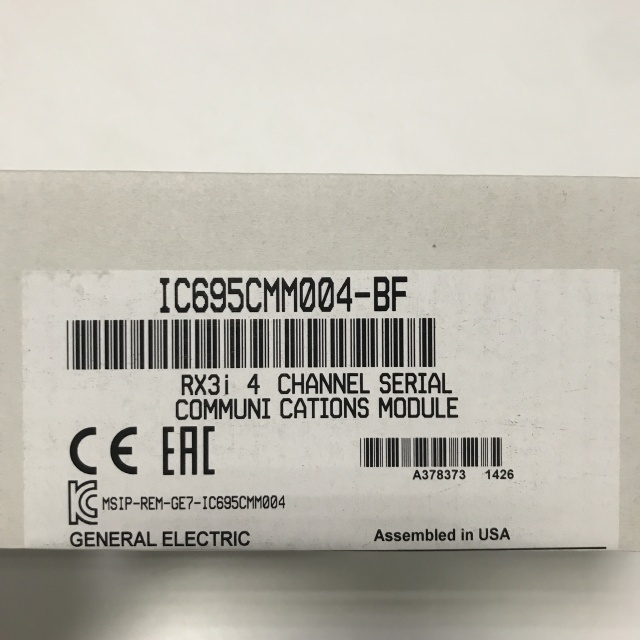 IC695CMM004-BF
RX3i 4 CHANNEL SERIAL
COMMUNI CATIONS MODULE
CE EAC
A378373 1426
KC MSIP-REM-GE7-IC695CMM004
GENERAL ELECTRIC Assembled in USA